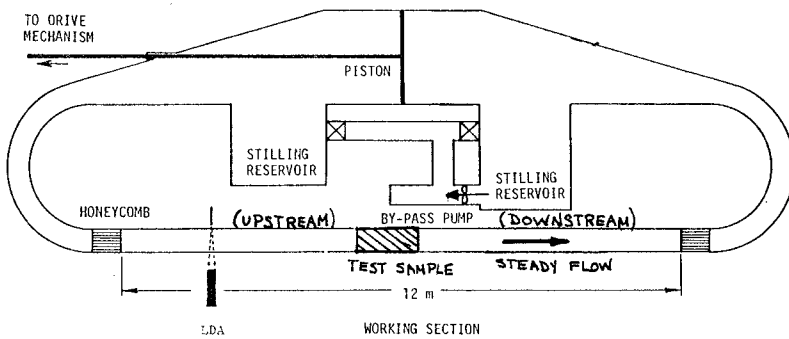 TO DRIVE
MECHANISM
PISTON
STILLING
RESERVOIR
STILLING
RESERVOIR
HONEYCOMB
(UPSTREAM)
BY-PASS PUMP
(DOWNSTREAM)
TEST SAMPLE
STEADY FLOW
12 m
LDA
WORKING SECTION